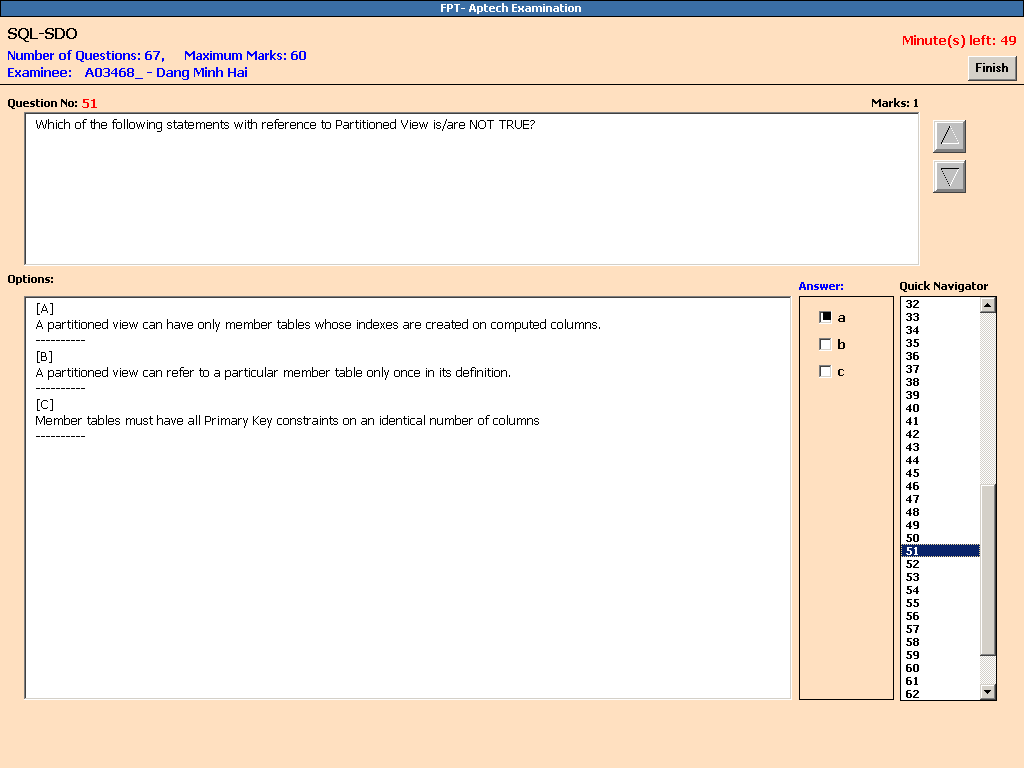 FPT- Aptech Examination
SQL-SDO
Number of Questions: 67, Maximum Marks: 60
Minute(s) left: 49
Examinee: A03468_ - Dang Minh Hai
Finish
Question No: 51
Marks: 1
Which of the following statements with reference to Partitioned View is/are NOT TRUE?
Options:
Answer:
Quick Navigator
[A]
A partitioned view can have only member tables whose indexes are created on computed columns.
----------
[B]
A partitioned view can refer to a particular member table only once in its definition.
----------
[C]
Member tables must have all Primary Key constraints on an identical number of columns
----------
a
b
c
32
33
34
35
36
37
38
39
40
41
42
43
44
45
46
47
48
49
50
51
52
53
54
55
56
57
58
59
60
61
62